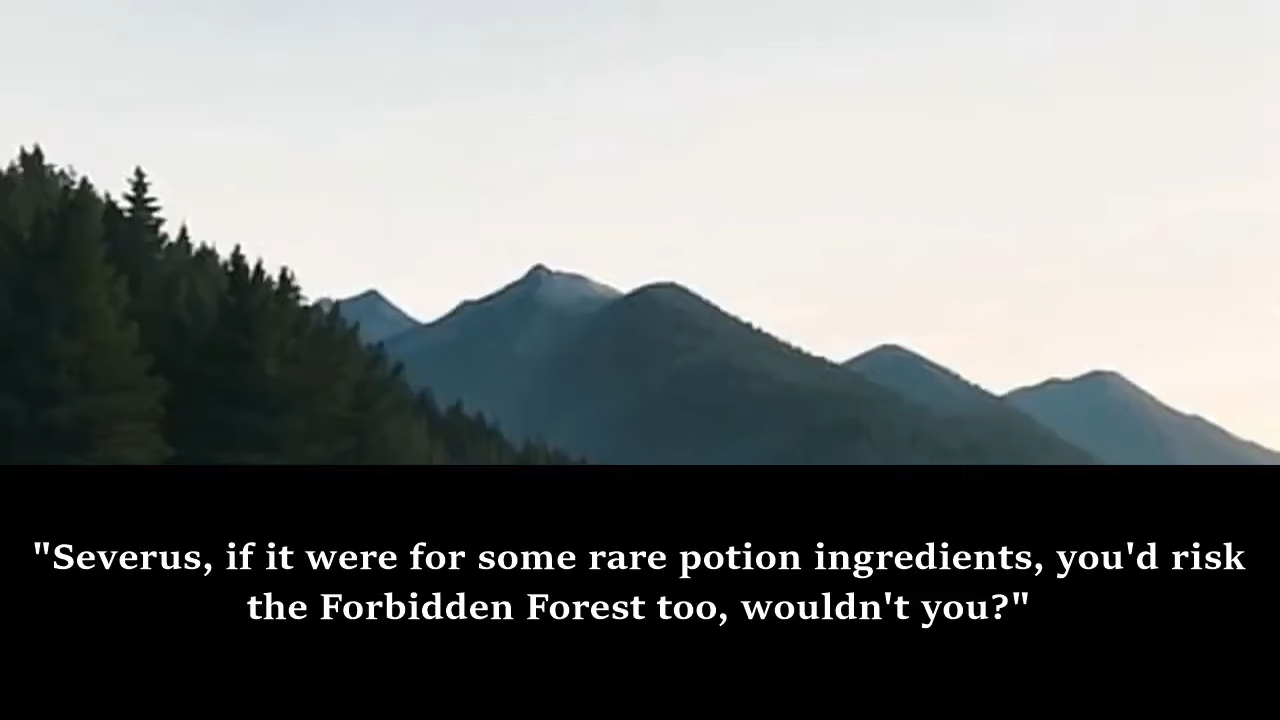 "Severus, if it were for some rare potion ingredients, you'd risk
the Forbidden Forest too, wouldn't you?"